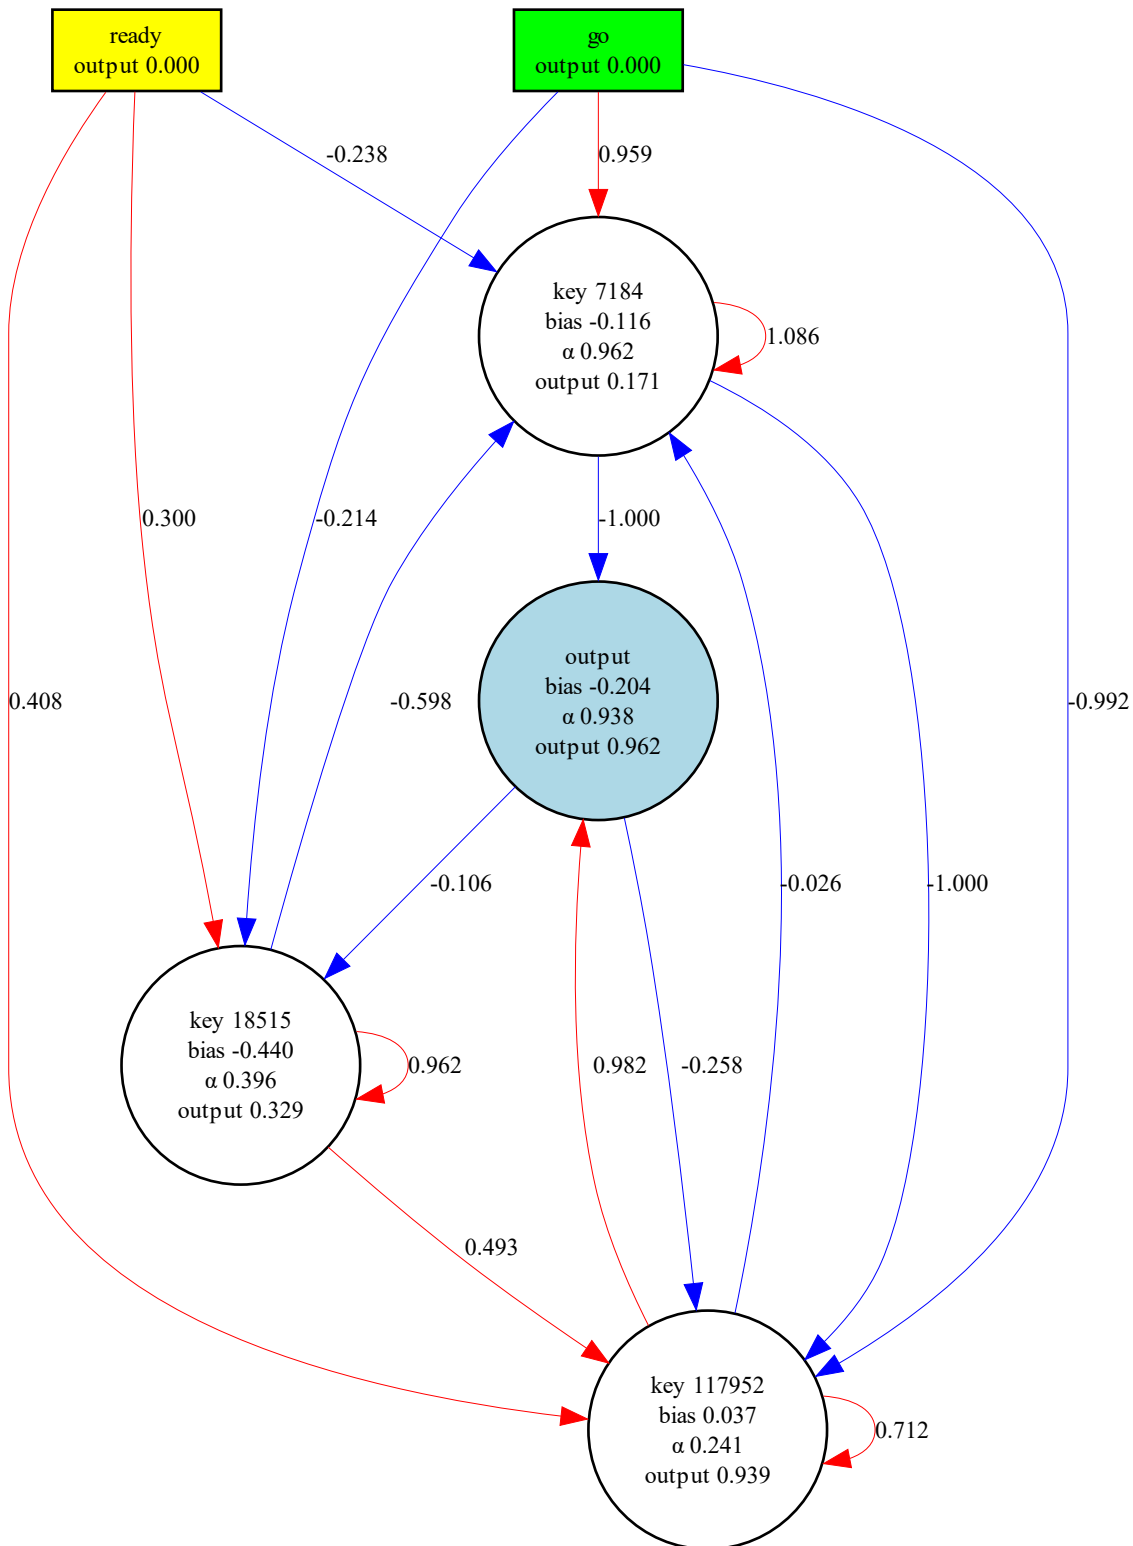 ready
output 0.000
go
output 0.000
-0.238
0.959
key 7184
bias -0.116
α 0.962
output 0.171
1.086
0.300
-0.214
-1.000
0.408
-0.598
output
bias -0.204
α 0.938
output 0.962
-0.992
-0.106
-0.026
-1.000
key 18515
bias -0.440
α 0.396
output 0.329
0.962
0.982
-0.258
0.493
key 117952
bias 0.037
α 0.241
output 0.939
0.712